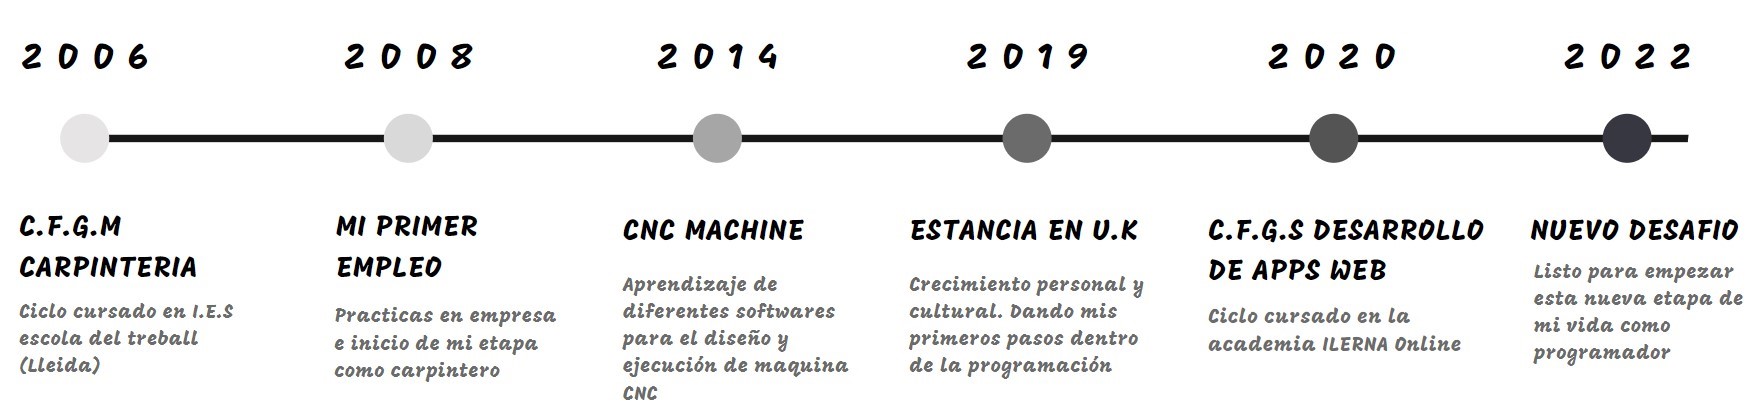 2006
2008
2014
2019
2020
2022
C.F.G.M
CARPINTERIA
Ciclo cursado en I.E.S
escola del treball
(Lleida)
MI PRIMER
EMPLEO
Practicas en empresa
e inicio de mi etapa
como carpintero
CNC MACHINE
Aprendizaje de
diferentes softwares
para el diseño y
ejecución de maquina
CNC
ESTANCIA EN U.K
Crecimiento personal y
cultural. Dando mis
primeros pasos dentro
de la programación
C.F.G.S DESARROLLO
DE APPS WEB
Ciclo cursado en la
academia ILERNA Online
NUEVO DESAFIO
Listo para empezar
esta nueva etapa de
mi vida como
programador